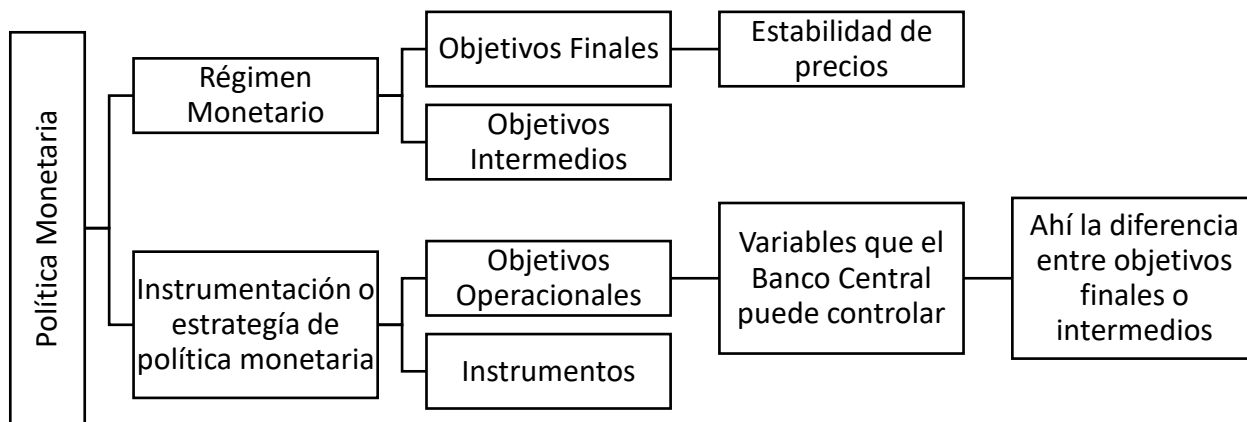 Política Monetaria
Régimen
Monetario
Objetivos Finales
Estabilidad de
precios
Objetivos
Intermedios
Instrumentación o
estrategía de
política monetaria
Objetivos
Operacionales
Variables que el
Banco Central
puede controlar
Ahí la diferencia
entre objetivos
finales o
intermedios
Instrumentos